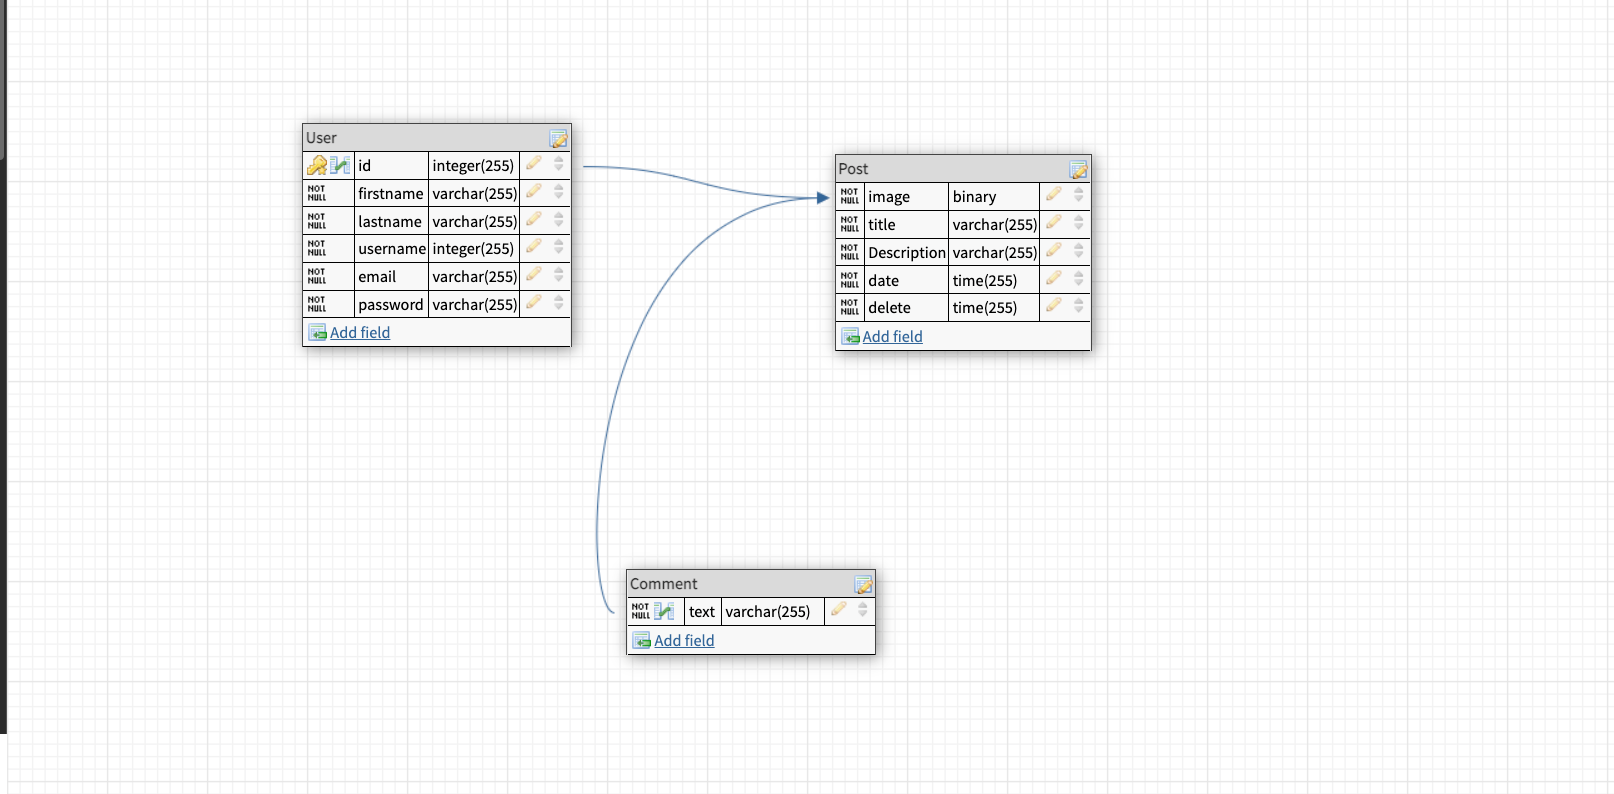 User
id integer(255)
NOT NULL firstname varchar(255)
NOT NULL lastname varchar(255)
NOT NULL username integer(255)
NOT NULL email varchar(255)
NOT NULL password varchar(255)
Add field
Post
NOT NULL image binary
NOT NULL title varchar(255)
NOT NULL Description varchar(255)
NOT NULL date time(255)
NOT NULL delete time(255)
Add field
Comment
NOT NULL text varchar(255)
Add field